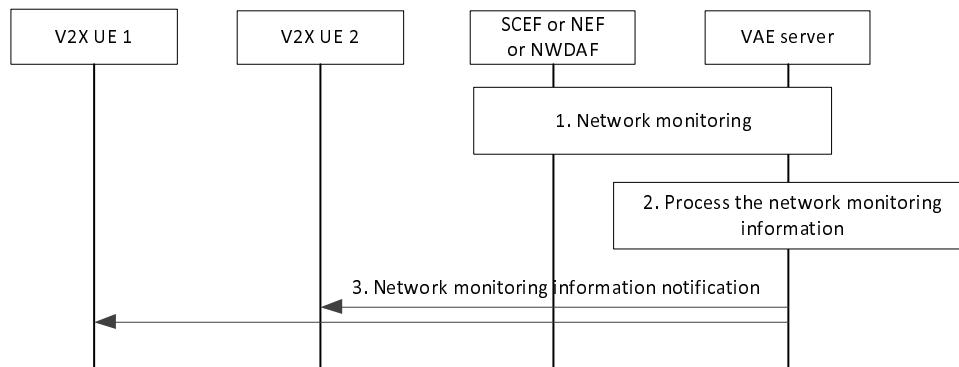 V2X UE 1
V2X UE 2
SCEF or NEF
or NWDAF
VAE server
1. Network monitoring
2. Process the network monitoring
information
3. Network monitoring information notification